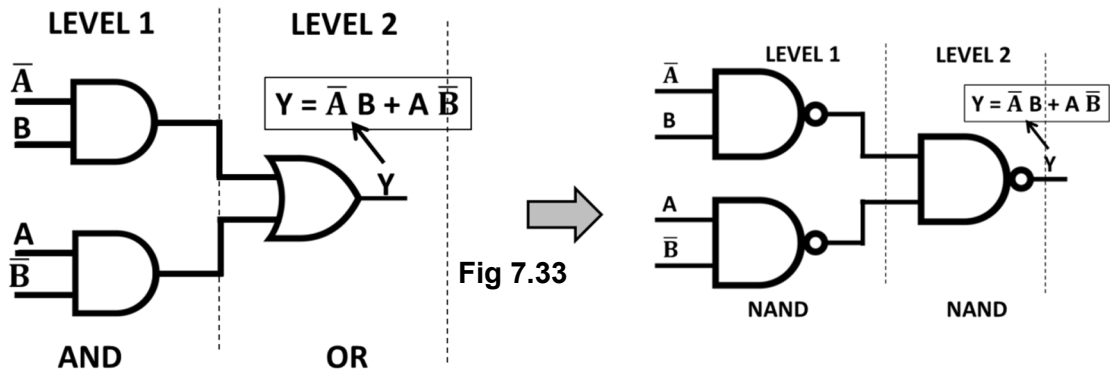 LEVEL 1
LEVEL 2
A̅
B
Y = A̅ B + A B̅
Y
A
B̅
AND
OR
Fig 7.33
LEVEL 1
LEVEL 2
A̅
B
Y = A̅ B + A B̅
Y
A
B̅
NAND
NAND